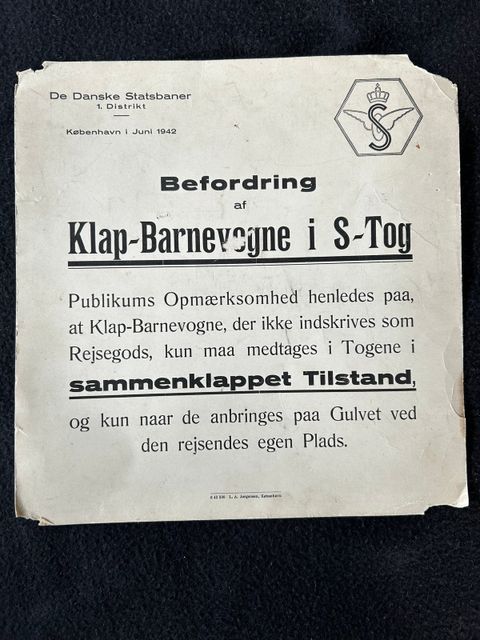 De Danske Statsbaner
1. Distrikt
København i Juni 1942
S
Befordring
af
Klap-Barnevogne i S-Tog
Publikums Opmærksomhed henledes paa,
at Klap-Barnevogne, der ikke indskrives som
Rejsegods, kun maa medtages i Togene i
sammenklappet Tilstand,
og kun naar de anbringes paa Gulvet ved
den rejsendes egen Plads.
L. A. Jørgensen, København